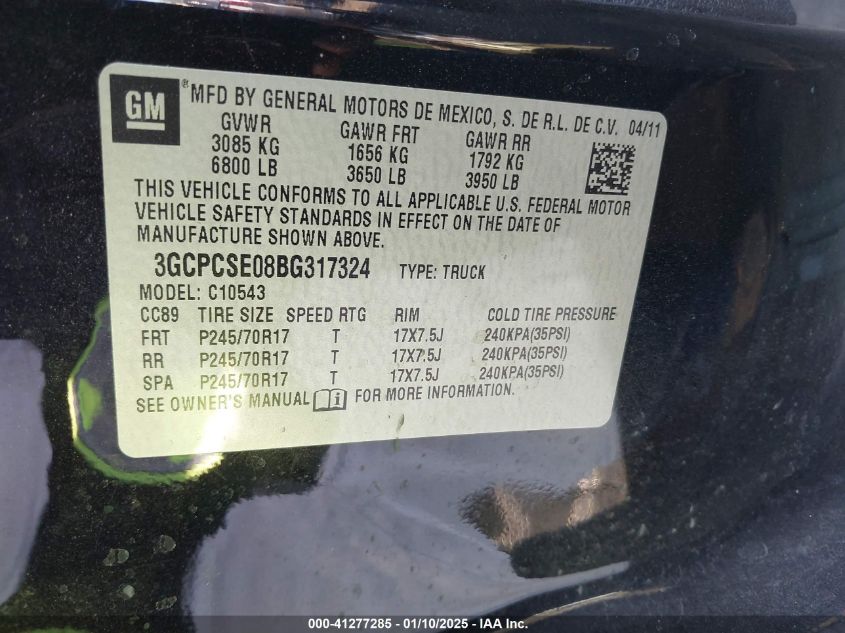 GM ® MFD BY GENERAL MOTORS DE MEXICO, S. DE R.L. DE C.V. 04/11
GVWR GAWR FRT GAWR RR
3085 KG 1656 KG 1792 KG
6800 LB 3650 LB 3950 LB
THIS VEHICLE CONFORMS TO ALL APPLICABLE U.S. FEDERAL MOTOR
VEHICLE SAFETY STANDARDS IN EFFECT ON THE DATE OF
MANUFACTURE SHOWN ABOVE.
3GCPCSE08BG317324 TYPE: TRUCK
MODEL: C10543
CC89 TIRE SIZE SPEED RTG RIM COLD TIRE PRESSURE
FRT P245/70R17 T 17X7.5J 240KPA(35PSI)
RR P245/70R17 T 17X7.5J 240KPA(35PSI)
SPA P245/70R17 T 17X7.5J 240KPA(35PSI)
SEE OWNER'S MANUAL i FOR MORE INFORMATION.
000-41277285 - 01/10/2025 - IAA Inc.